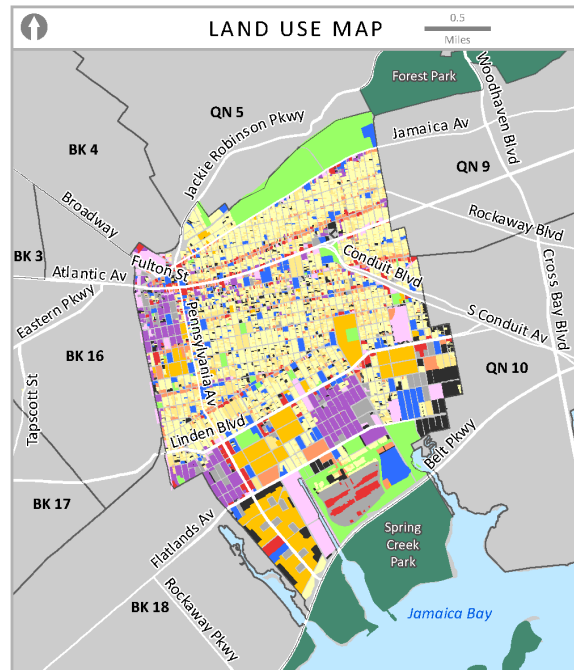 LAND USE MAP
0.5
Miles
Forest Park
Woodhaven Blvd
QN 5
Jackie Robinson Pkwy
Jamaica Av
BK 4
QN 9
Broadway
Rockaway Blvd
BK 3
Fulton St
Conduit Blvd
Cross Bay Blvd
Atlantic Av
Eastern Pkwy
Pennsylvania Av
S Conduit Av
BK 16
QN 10
Tapscott St
Linden Blvd
Belt Pkwy
BK 17
Flatlands Av
Spring
Creek
Park
BK 18
Rockaway Pkwy
Jamaica Bay